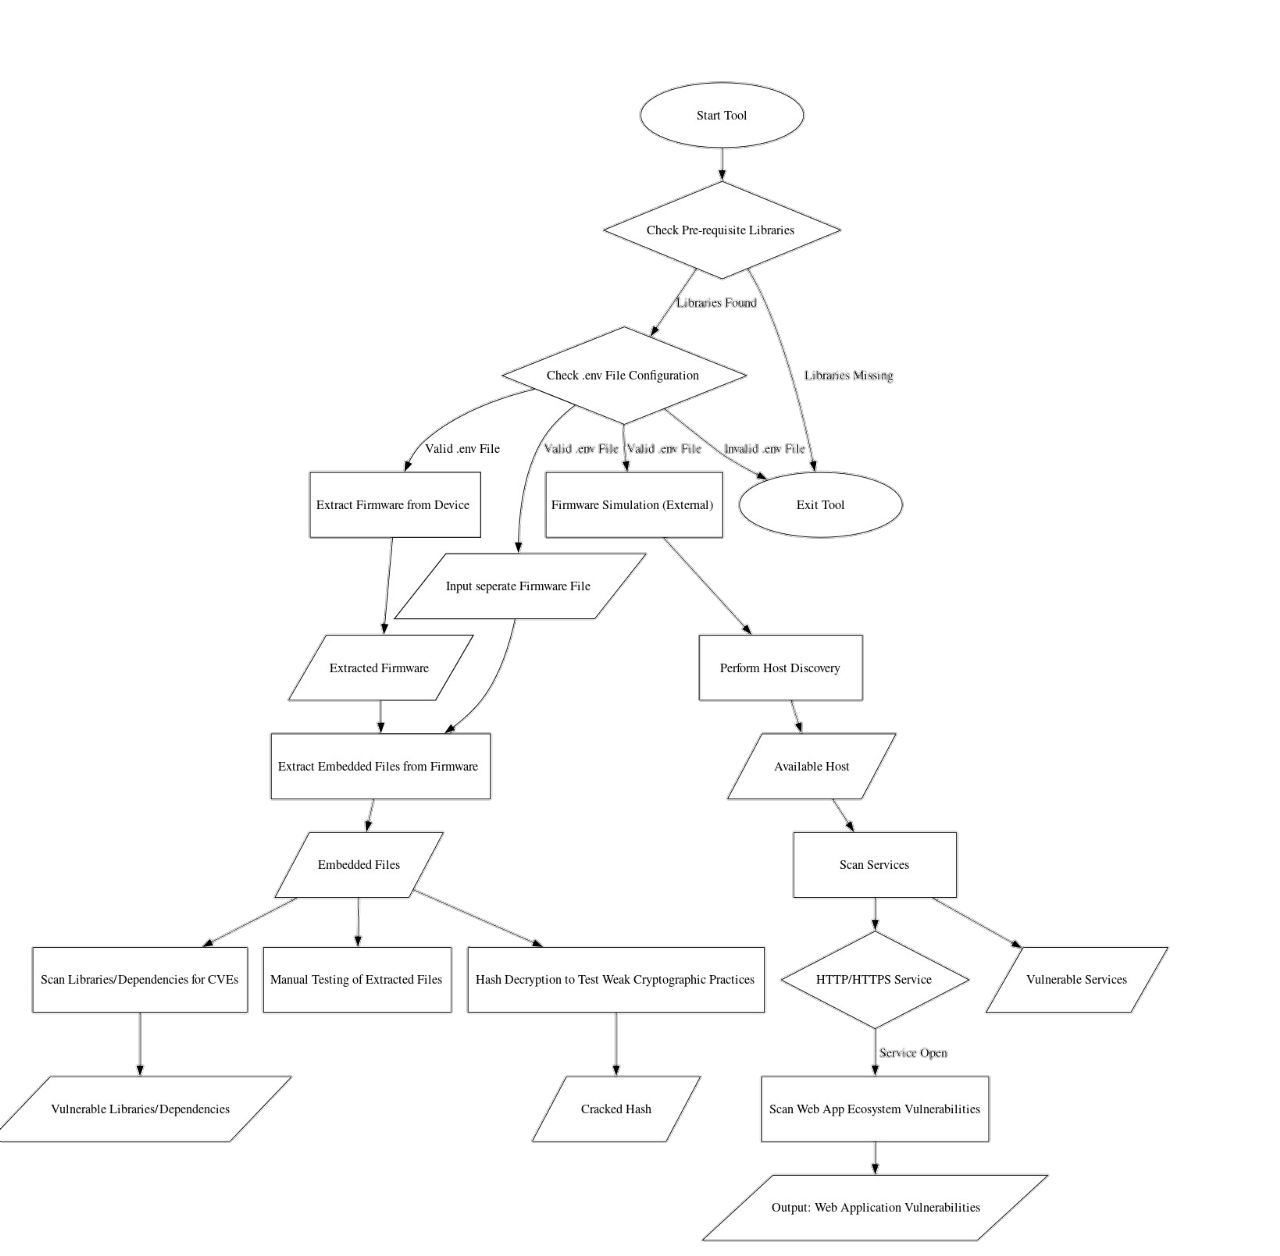 Start Tool
Check Pre-requisite Libraries
Libraries Found
Check .env File Configuration
Libraries Missing
Valid .env File
Valid .env File
Valid .env File
Invalid .env File
Extract Firmware from Device
Firmware Simulation (External)
Exit Tool
Input seperate Firmware File
Extracted Firmware
Perform Host Discovery
Extract Embedded Files from Firmware
Available Host
Embedded Files
Scan Services
Scan Libraries/Dependencies for CVEs
Manual Testing of Extracted Files
Hash Decryption to Test Weak Cryptographic Practices
HTTP/HTTPS Service
Vulnerable Services
Service Open
Vulnerable Libraries/Dependencies
Cracked Hash
Scan Web App Ecosystem Vulnerabilities
Output: Web Application Vulnerabilities